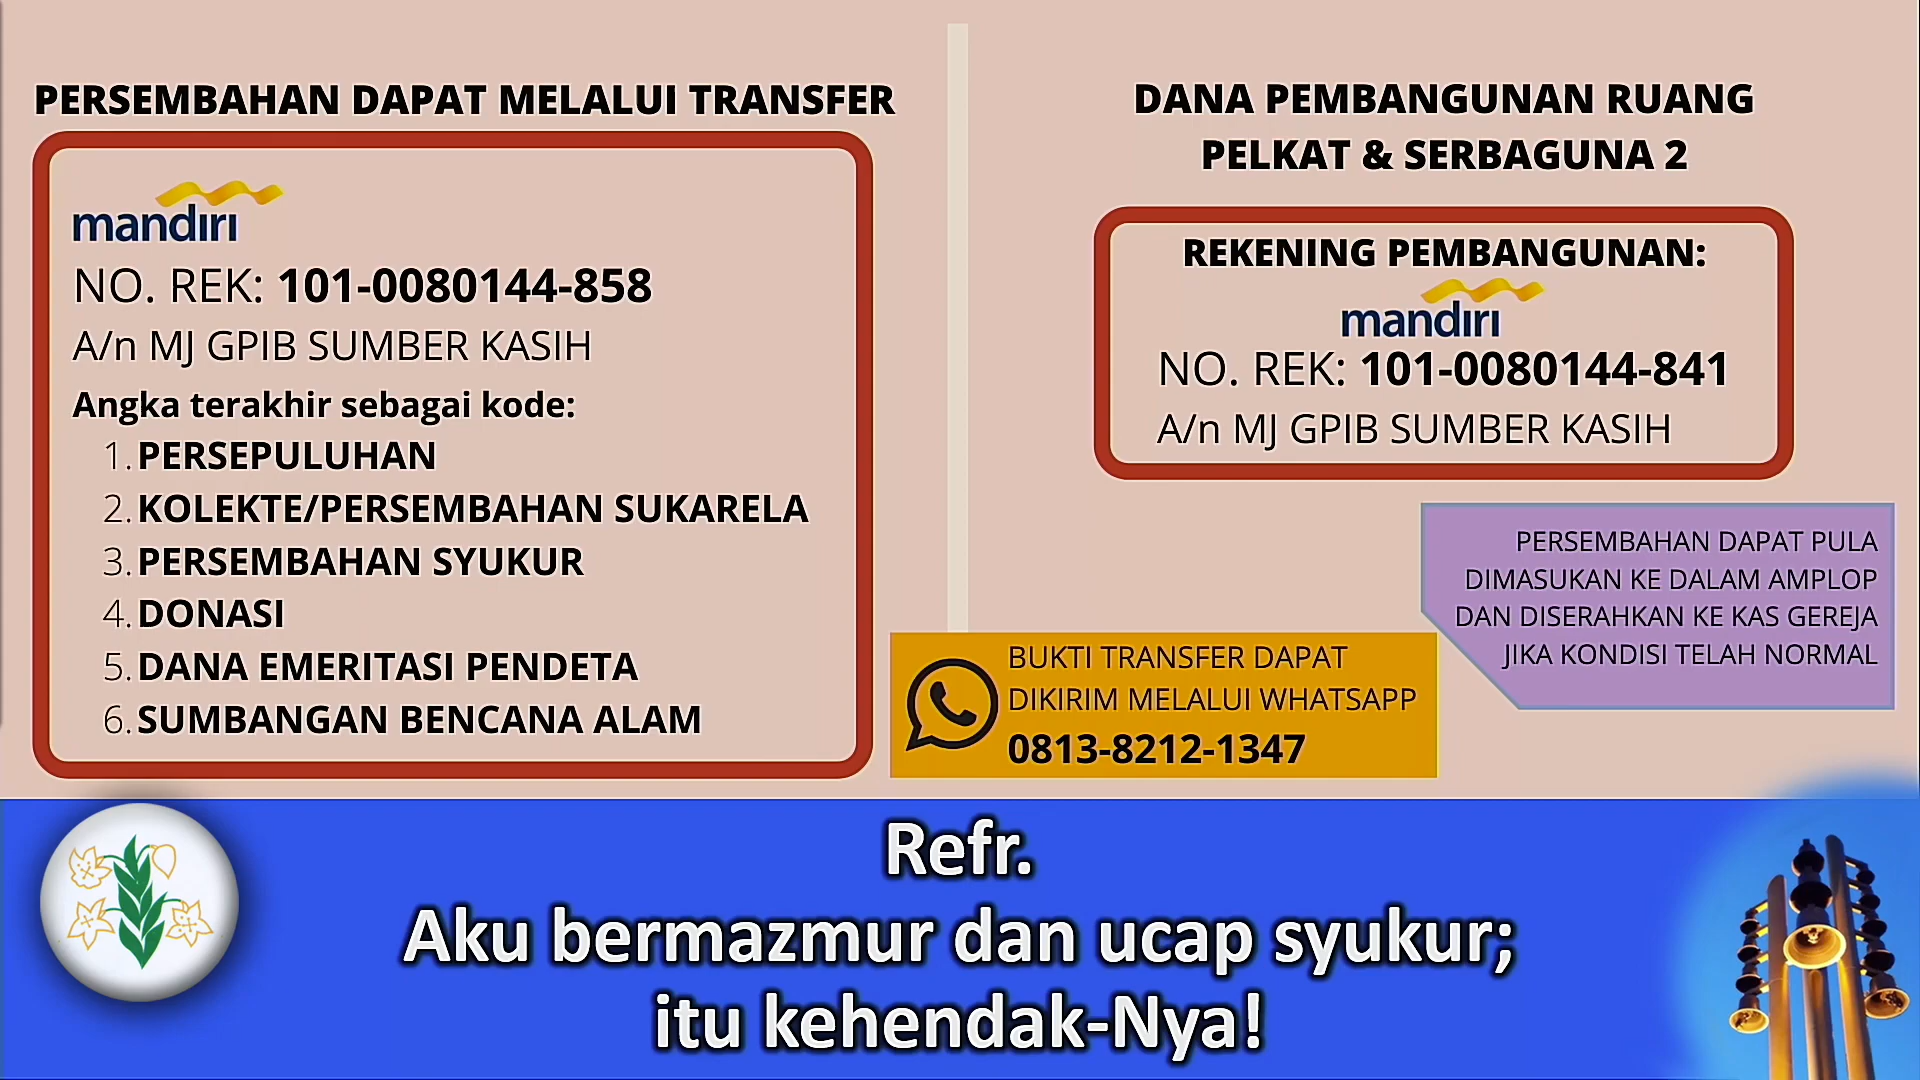 PERSEMBAHAN DAPAT MELALUI TRANSFER
mandiri
NO. REK: 101-0080144-858
A/n MJ GPIB SUMBER KASIH
Angka terakhir sebagai kode:
1. PERSEPULUHAN
2. KOLEKTE/PERSEMBAHAN SUKARELA
3. PERSEMBAHAN SYUKUR
4. DONASI
5. DANA EMERITASI PENDETA
6. SUMBANGAN BENCANA ALAM
DANA PEMBANGUNAN RUANG
PELKAT & SERBAGUNA 2
REKENING PEMBANGUNAN:
mandiri
NO. REK: 101-0080144-841
A/n MJ GPIB SUMBER KASIH
PERSEMBAHAN DAPAT PULA
DIMASUKAN KE DALAM AMPLOP
DAN DISERAHKAN KE KAS GEREJA
JIKA KONDISI TELAH NORMAL
BUKTI TRANSFER DAPAT
DIKIRIM MELALUI WHATSAPP
0813-8212-1347
Refr.
Aku bermazmur dan ucap syukur;
itu kehendak-Nya!